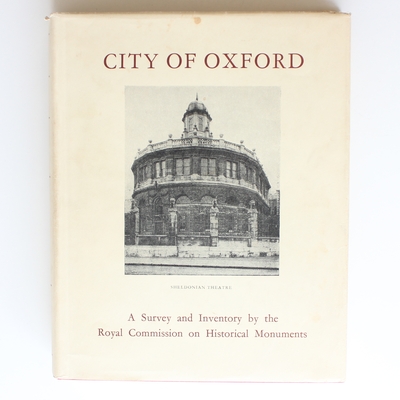 CITY OF OXFORD
SHELDONIAN THEATRE
A Survey and Inventory by the
Royal Commission on Historical Monuments